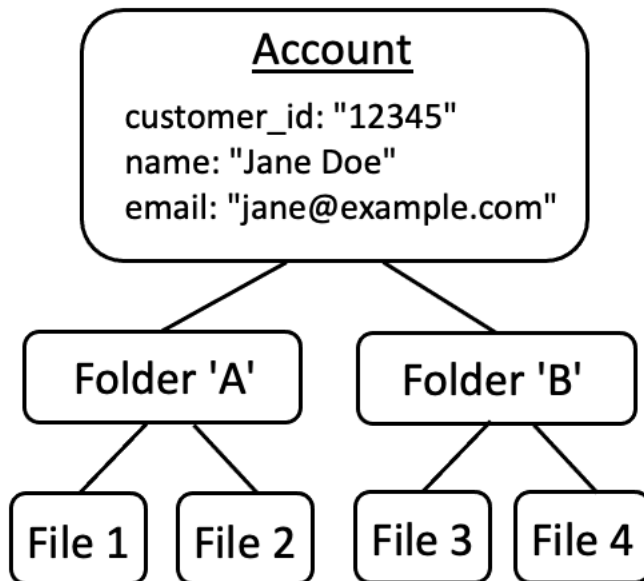 Account
customer_id: "12345"
name: "Jane Doe"
email: "jane@example.com"
Folder 'A'
Folder 'B'
File 1
File 2
File 3
File 4